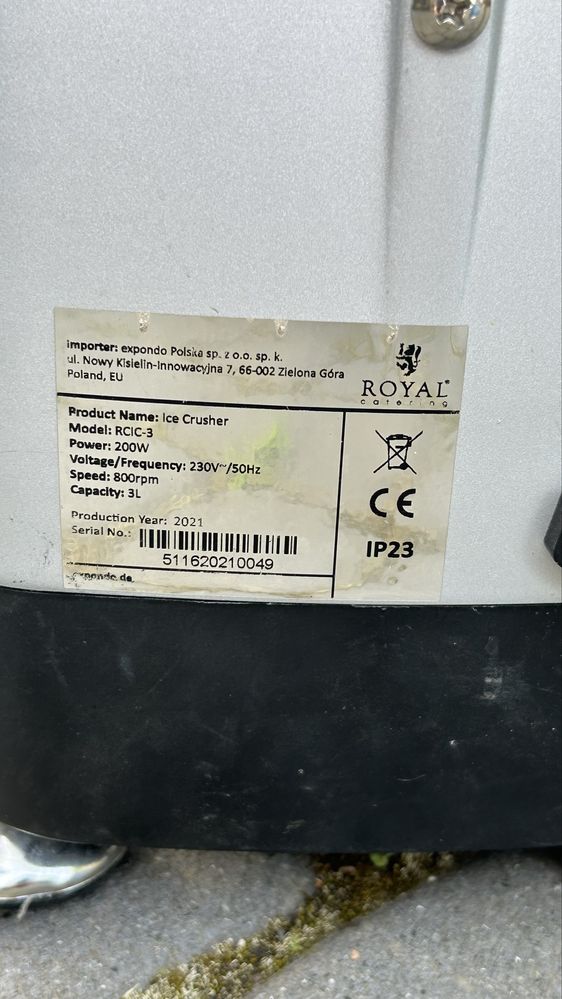 Importer: expondo Polska sp. z o.o. sp. k.
ul. Nowy Kisielin-Innowacyjna 7, 66-002 Zielona Góra
Poland, EU
ROYAL
catering
Product Name: Ice Crusher
Model: RCIC-3
Power: 200W
Voltage/Frequency: 230V~/50Hz
Speed: 800rpm
Capacity: 3L
Production Year: 2021
Serial No.:
511620210049
expondo.de
CE
IP23